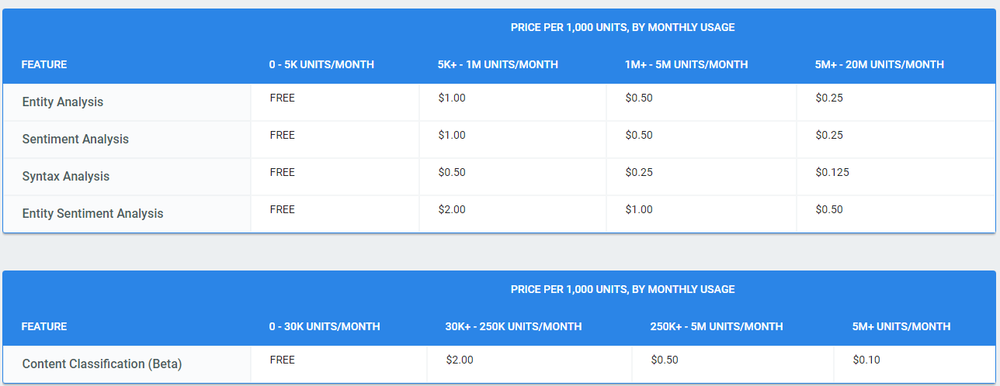 PRICE PER 1,000 UNITS, BY MONTHLY USAGE
FEATURE 0 - 5K UNITS/MONTH 5K+ - 1M UNITS/MONTH 1M+ - 5M UNITS/MONTH 5M+ - 20M UNITS/MONTH
Entity Analysis FREE $1.00 $0.50 $0.25
Sentiment Analysis FREE $1.00 $0.50 $0.25
Syntax Analysis FREE $0.50 $0.25 $0.125
Entity Sentiment Analysis FREE $2.00 $1.00 $0.50
PRICE PER 1,000 UNITS, BY MONTHLY USAGE
FEATURE 0 - 30K UNITS/MONTH 30K+ - 250K UNITS/MONTH 250K+ - 5M UNITS/MONTH 5M+ UNITS/MONTH
Content Classification (Beta) FREE $2.00 $0.50 $0.10